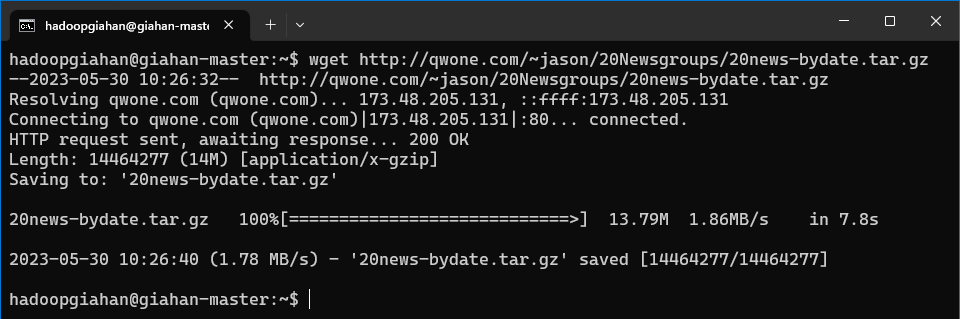 hadoopgiahan@giahan-maste
hadoopgiahan@giahan-master:~$ wget http://qwone.com/~jason/20Newsgroups/20news-bydate.tar.gz
--2023-05-30 10:26:32--  http://qwone.com/~jason/20Newsgroups/20news-bydate.tar.gz
Resolving qwone.com (qwone.com)... 173.48.205.131, ::ffff:173.48.205.131
Connecting to qwone.com (qwone.com)|173.48.205.131|:80... connected.
HTTP request sent, awaiting response... 200 OK
Length: 14464277 (14M) [application/x-gzip]
Saving to: '20news-bydate.tar.gz'
20news-bydate.tar.gz   100%[============================>]  13.79M  1.86MB/s    in 7.8s
2023-05-30 10:26:40 (1.78 MB/s) - '20news-bydate.tar.gz' saved [14464277/14464277]
hadoopgiahan@giahan-master:~$